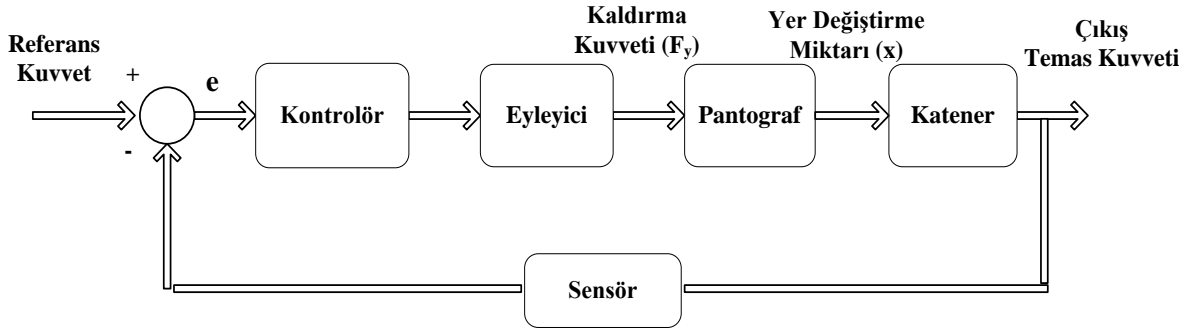 Referans
Kuvvet
+
-
e
Kontrolör
Eyleyici
Kaldırma
Kuvveti (Fy)
Pantograf
Yer Değiştirme
Miktarı (x)
Katener
Çıkış
Temas Kuvveti
Sensör